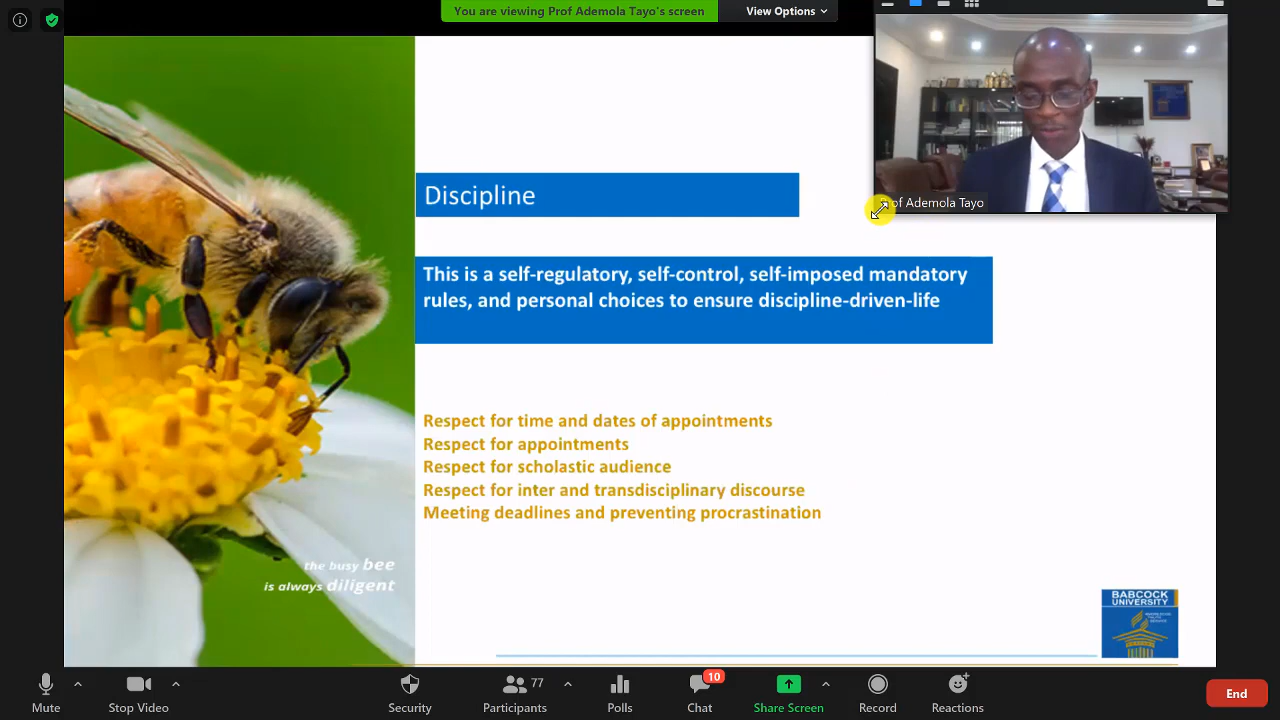 You are viewing Prof Ademola Tayo's screen
View Options
Prof Ademola Tayo
Discipline
This is a self-regulatory, self-control, self-imposed mandatory
rules, and personal choices to ensure discipline-driven-life
Respect for time and dates of appointments
Respect for appointments
Respect for scholastic audience
Respect for inter and transdisciplinary discourse
Meeting deadlines and preventing procrastination
the busy bee
is always diligent
BABCOCK
UNIVERSITY
Mute
Stop Video
Security
77
Participants
Polls
10
Chat
Share Screen
Record
Reactions
End